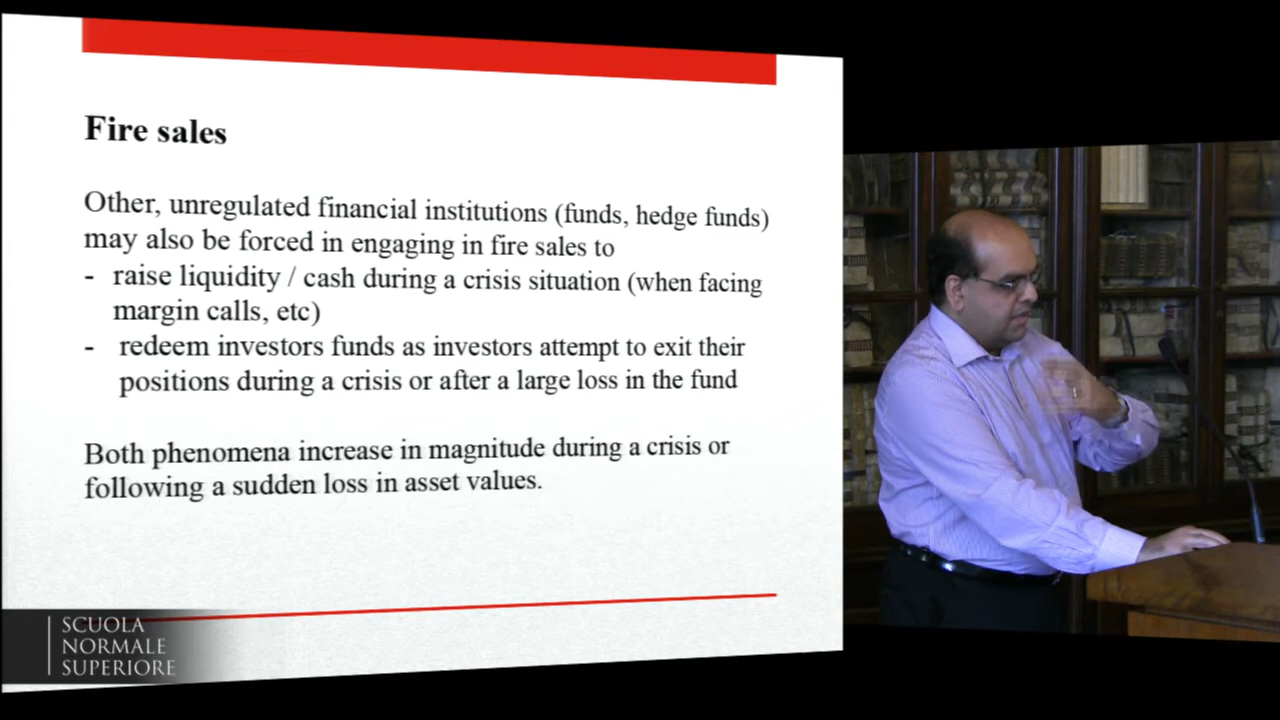 Fire sales
Other, unregulated financial institutions (funds, hedge funds)
may also be forced in engaging in fire sales to
- raise liquidity / cash during a crisis situation (when facing
margin calls, etc)
- redeem investors funds as investors attempt to exit their
positions during a crisis or after a large loss in the fund
Both phenomena increase in magnitude during a crisis or
following a sudden loss in asset values.
SCUOLA
NORMALE
SUPERIORE